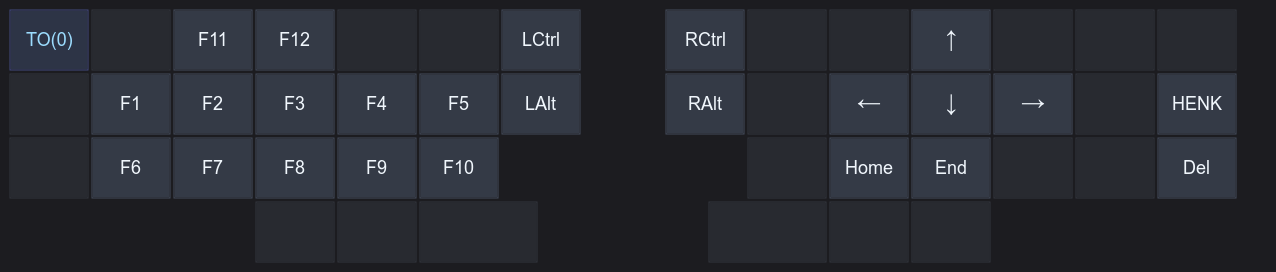 TO(0) F11 F12 LCtrl RCtrl ↑
F1 F2 F3 F4 F5 LAlt RAlt ← ↓ → HENK
F6 F7 F8 F9 F10 Home End Del